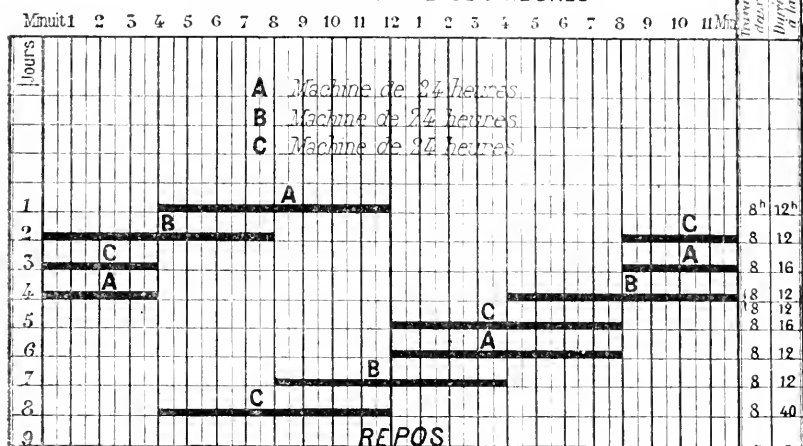 Minuit 1 2 3 4 5 6 7 8 9 10 11 12 1 2 3 4 5 6 7 8 9 10 11 Min
Jours
A Machine de 24 heures
B Machine de 24 heures
C Machine de 24 heures
1 A 8h 12h
2 B C 8 12
3 C A 8 16
4 A B 8 12
8 12
5 C 8 16
6 A 8 12
7 B 8 12
8 C 8 40
9 REPOS